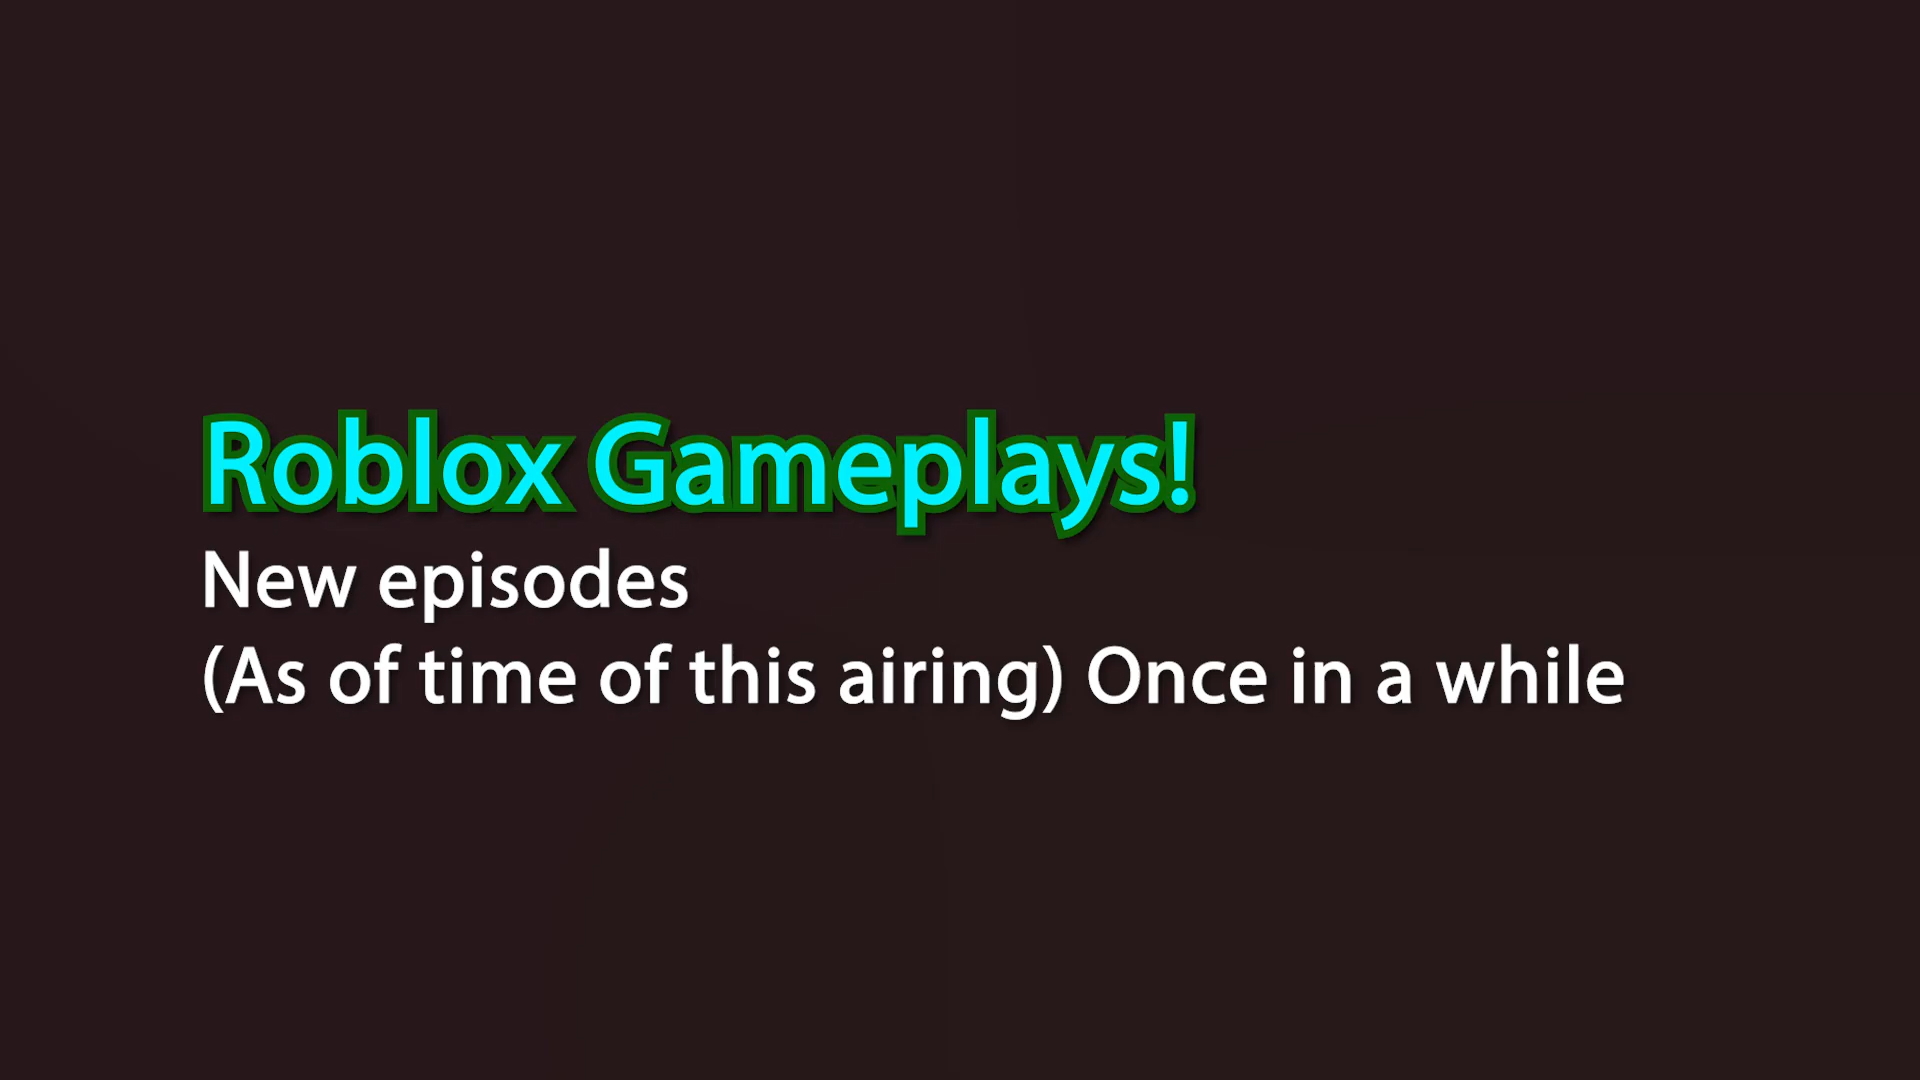 Roblox Gameplays!
New episodes
(As of time of this airing) Once in a while